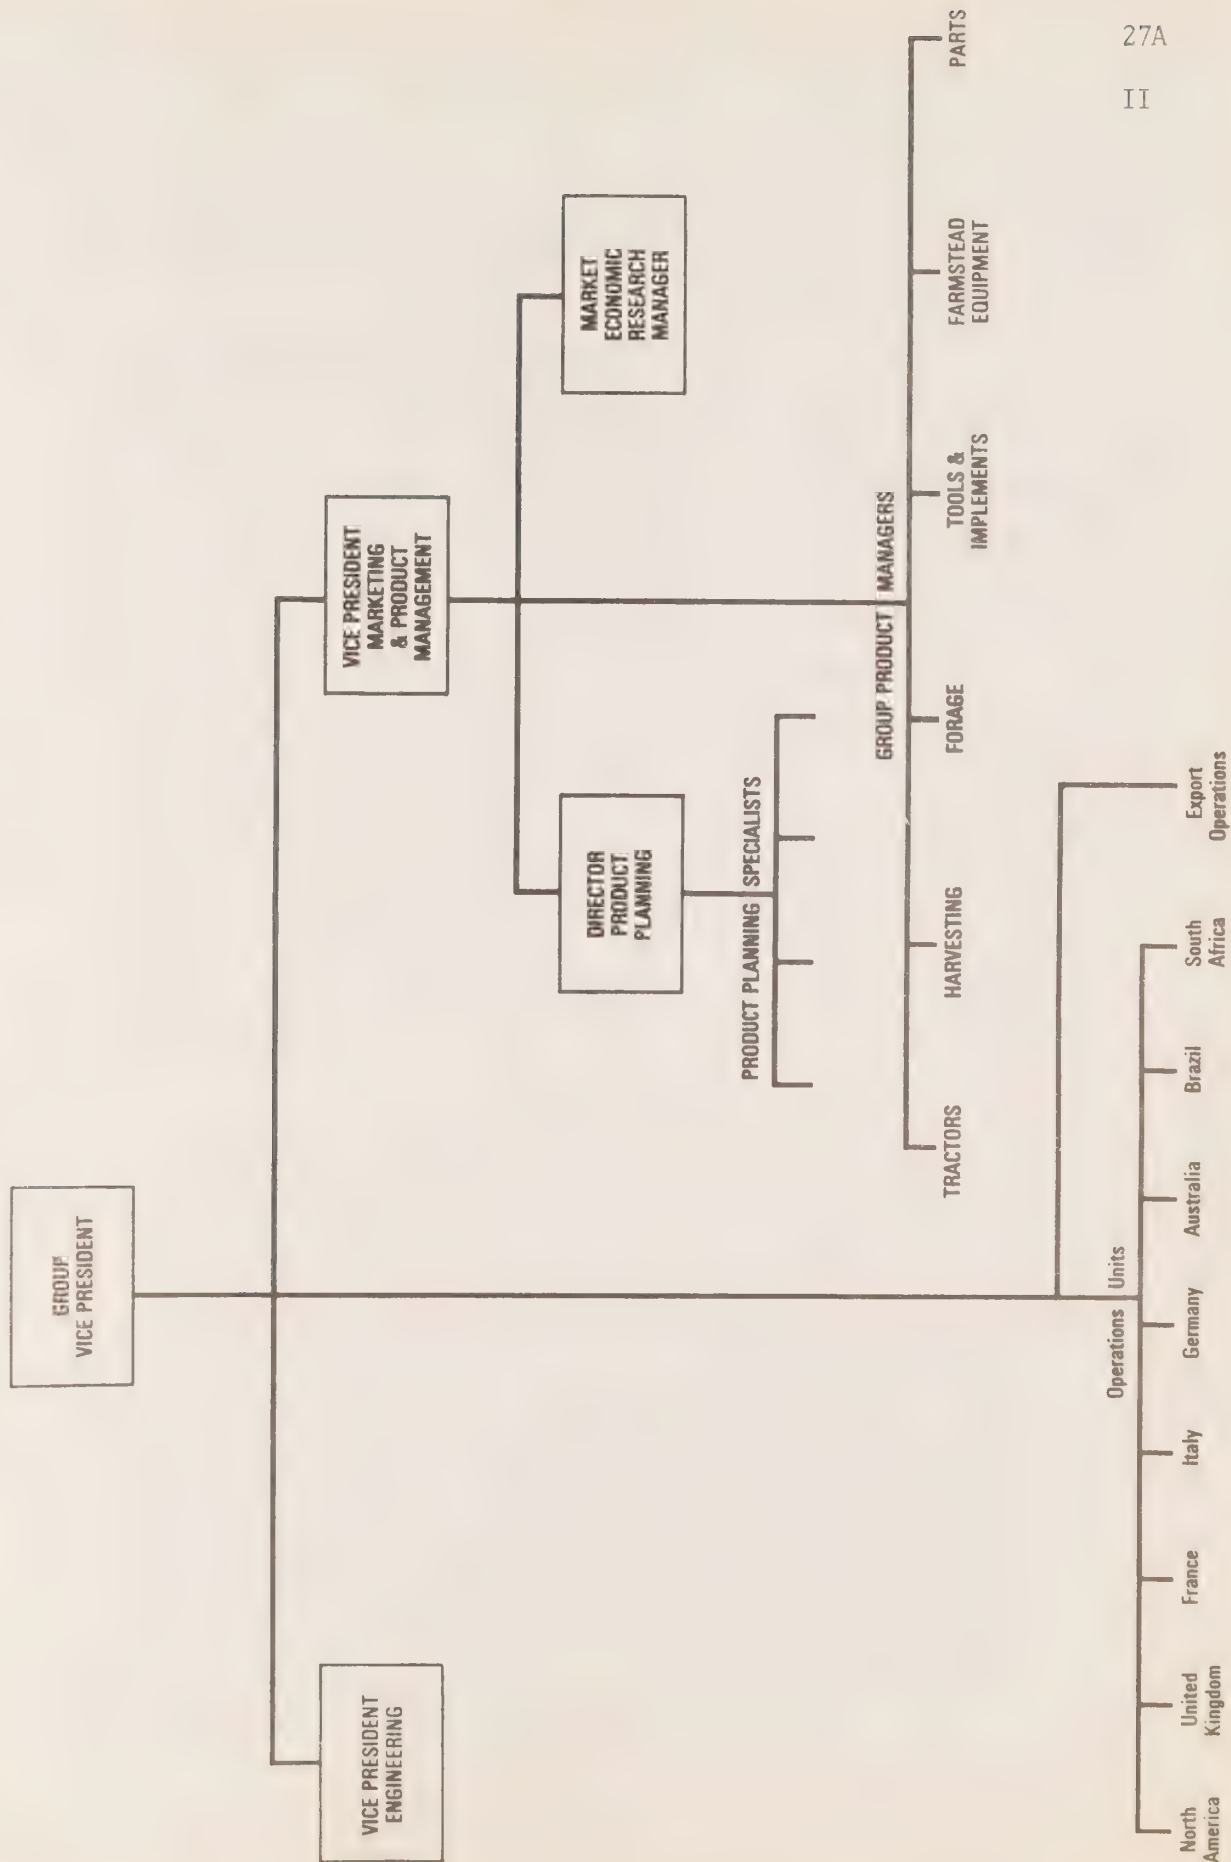 27A
II
GROUP
VICE PRESIDENT
VICE PRESIDENT
ENGINEERING
VICE PRESIDENT
MARKETING
& PRODUCT
MANAGEMENT
DIRECTOR
PRODUCT
PLANNING
MARKET
ECONOMIC
RESEARCH
MANAGER
PRODUCT PLANNING SPECIALISTS
GROUP PRODUCT MANAGERS
TRACTORS
HARVESTING
FORAGE
TOOLS &
IMPLEMENTS
FARMSTEAD
EQUIPMENT
PARTS
Operations Units
North
America
United
Kingdom
France
Italy
Germany
Australia
Brazil
South
Africa
Export
Operations